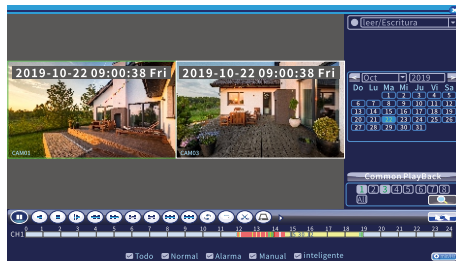 leer/Escritura
2019-10-22 09:00:38 Fri
2019-10-22 09:00:38 Fri
Oct 2019
Do Lu Ma Mi Ju Vi Sa
1 2 3 4 5
6 7 8 9 10 11 12
13 14 15 16 17 18 19
20 21 22 23 24 25 26
27 28 29 30 31
CAM01
CAM03
Common PlayBack
1 2 3 4 5 6 7 8
All
0 1 2 3 4 5 6 7 8 9 10 11 12 13 14 15 16 17 18 19 20 21 22 23 24
CH1
Todo Normal Alarma Manual inteligente